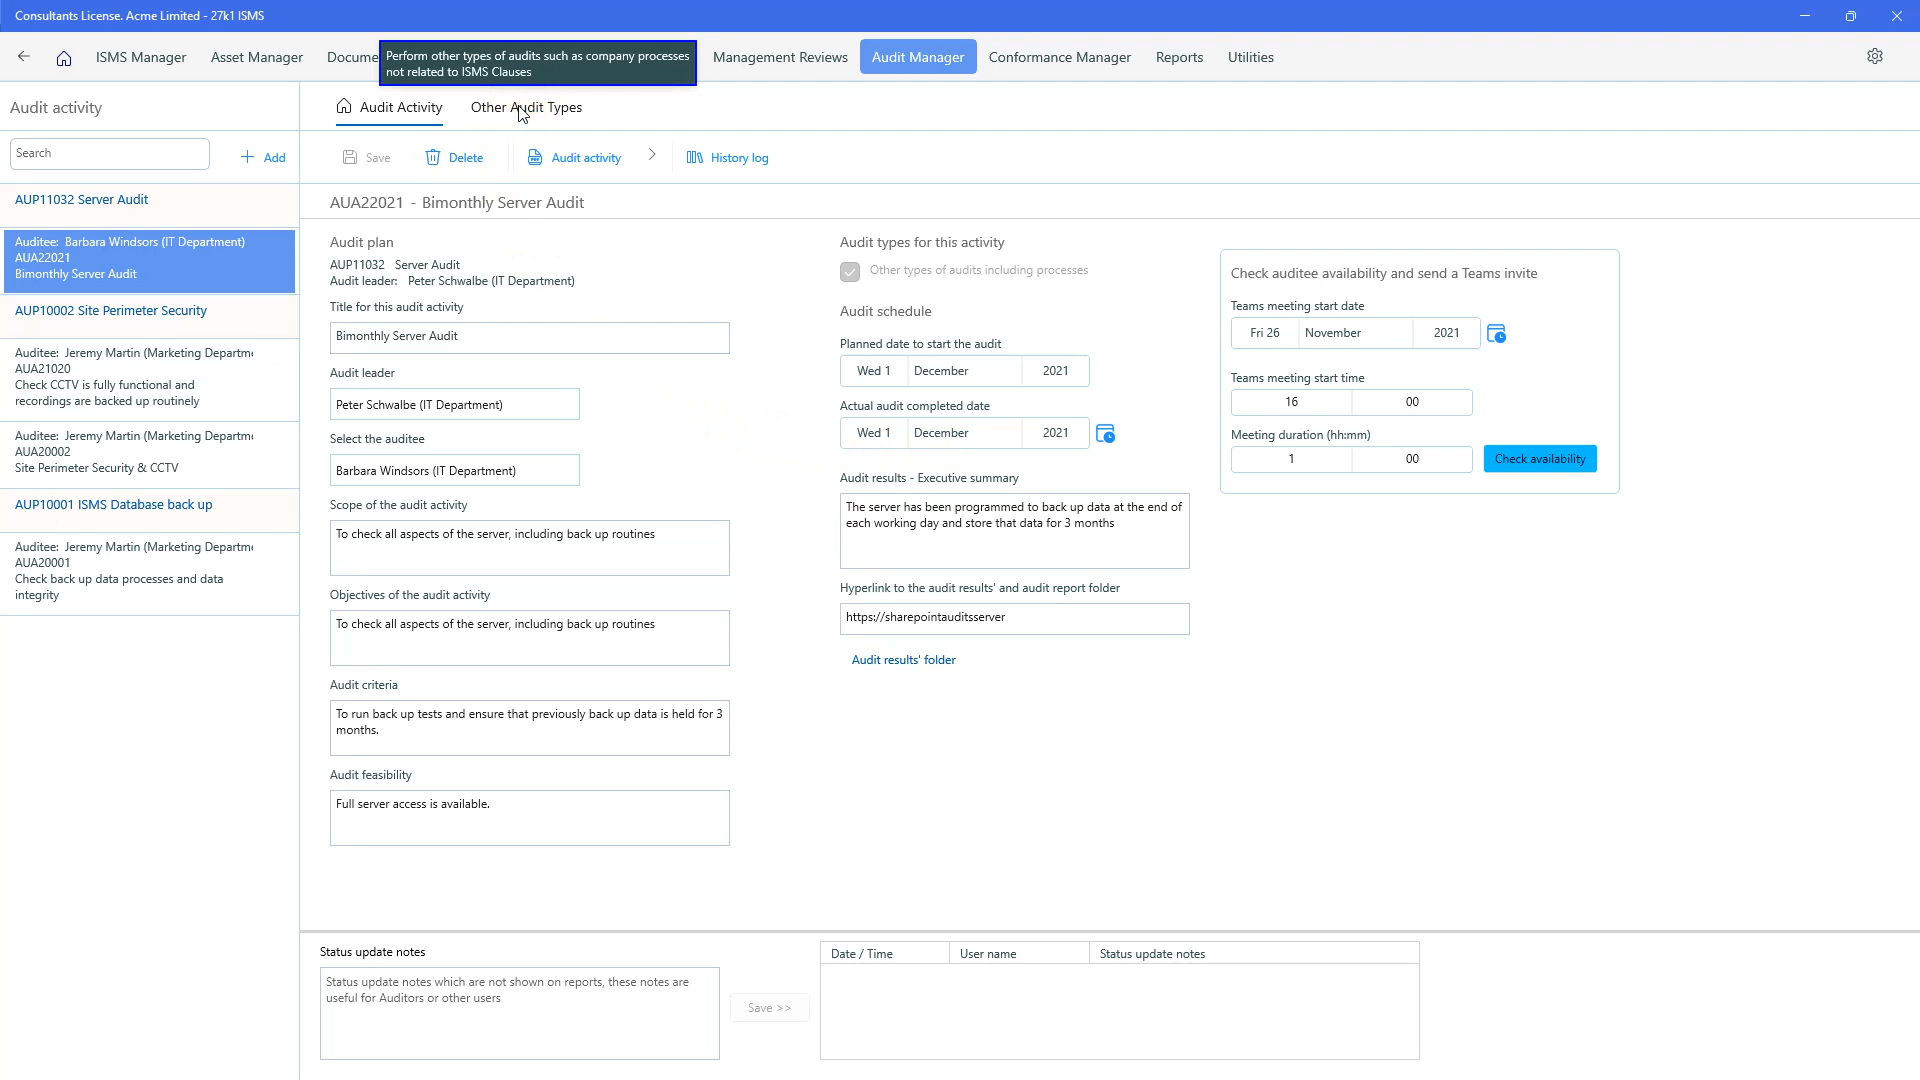 Consultants License. Acme Limited - 27k1 ISMS
ISMS Manager
Asset Manager
Docume
Perform other types of audits such as company processes
not related to ISMS Clauses
Management Reviews
Audit Manager
Conformance Manager
Reports
Utilities
Audit activity
Audit Activity
Other Audit Types
Search
Add
Save
Delete
Audit activity
History log
AUP11032 Server Audit
Auditee: Barbara Windsors (IT Department)
AUA22021
Bimonthly Server Audit
AUP10002 Site Perimeter Security
Auditee: Jeremy Martin (Marketing Departme
AUA21020
Check CCTV is fully functional and
recordings are backed up routinely
Auditee: Jeremy Martin (Marketing Departme
AUA20002
Site Perimeter Security & CCTV
AUP10001 ISMS Database back up
Auditee: Jeremy Martin (Marketing Departme
AUA20001
Check back up data processes and data
integrity
AUA22021 - Bimonthly Server Audit
Audit plan
AUP11032 Server Audit
Audit leader: Peter Schwalbe (IT Department)
Title for this audit activity
Bimonthly Server Audit
Audit leader
Peter Schwalbe (IT Department)
Select the auditee
Barbara Windsors (IT Department)
Scope of the audit activity
To check all aspects of the server, including back up routines
Objectives of the audit activity
To check all aspects of the server, including back up routines
Audit criteria
To run back up tests and ensure that previously back up data is held for 3
months.
Audit feasibility
Full server access is available.
Audit types for this activity
Other types of audits including processes
Audit schedule
Planned date to start the audit
Wed 1 December 2021
Actual audit completed date
Wed 1 December 2021
Audit results - Executive summary
The server has been programmed to back up data at the end of
each working day and store that data for 3 months
Hyperlink to the audit results' and audit report folder
https://sharepointauditsserver
Audit results' folder
Check auditee availability and send a Teams invite
Teams meeting start date
Fri 26 November 2021
Teams meeting start time
16 00
Meeting duration (hh:mm)
1 00
Check availability
Status update notes
Status update notes which are not shown on reports, these notes are
useful for Auditors or other users
Save >>
Date / Time
User name
Status update notes